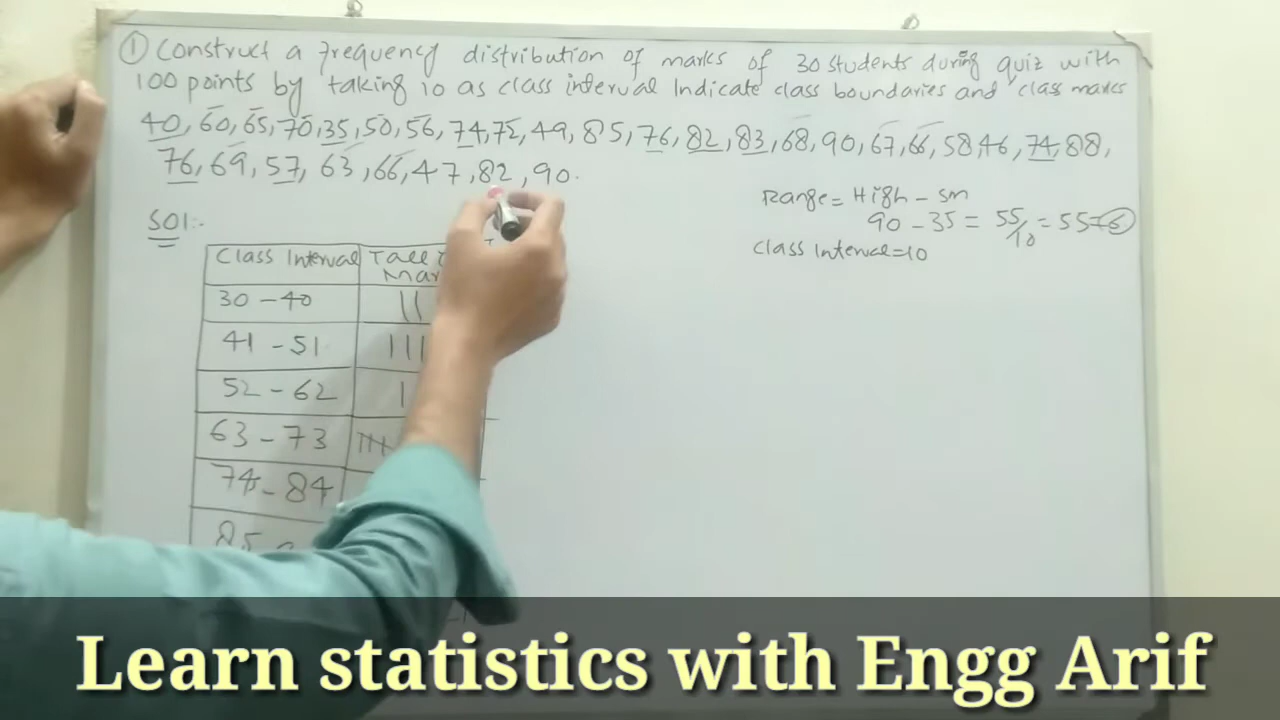 ① Construct a frequency distribution of marks of 30 students during quiz with
100 points by taking 10 as class interval Indicate class boundaries and class marks
40, 60, 65, 70, 35, 50, 56, 74, 72, 49, 85, 76, 82, 83, 68, 90, 67, 66, 58, 46, 74, 88,
76, 69, 57, 63, 66, 47, 82, 90.
Range = High - sm
90 - 35 = 55/10 = 55
Class Interval = 10
Sol:-
Class Interval
30 - 40 ||
41 - 51 |||
52 - 62
63 - 73
74 - 84
85 -
Learn statistics with Engg Arif